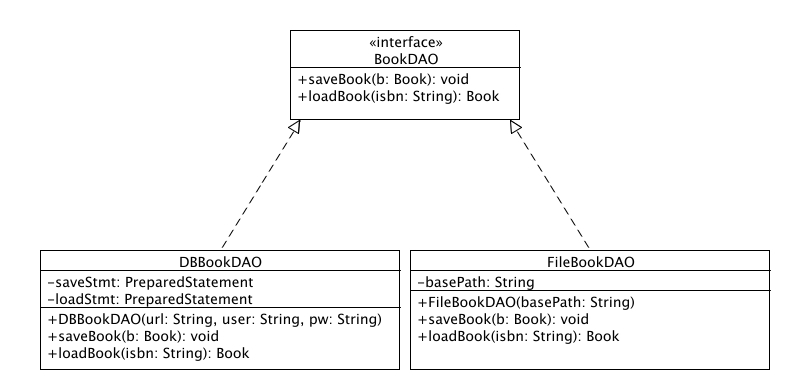 «interface»
BookDAO
+saveBook(b: Book): void
+loadBook(isbn: String): Book
DBBookDAO
-saveStmt: PreparedStatement
-loadStmt: PreparedStatement
+DBBookDAO(url: String, user: String, pw: String)
+saveBook(b: Book): void
+loadBook(isbn: String): Book
FileBookDAO
-basePath: String
+FileBookDAO(basePath: String)
+saveBook(b: Book): void
+loadBook(isbn: String): Book